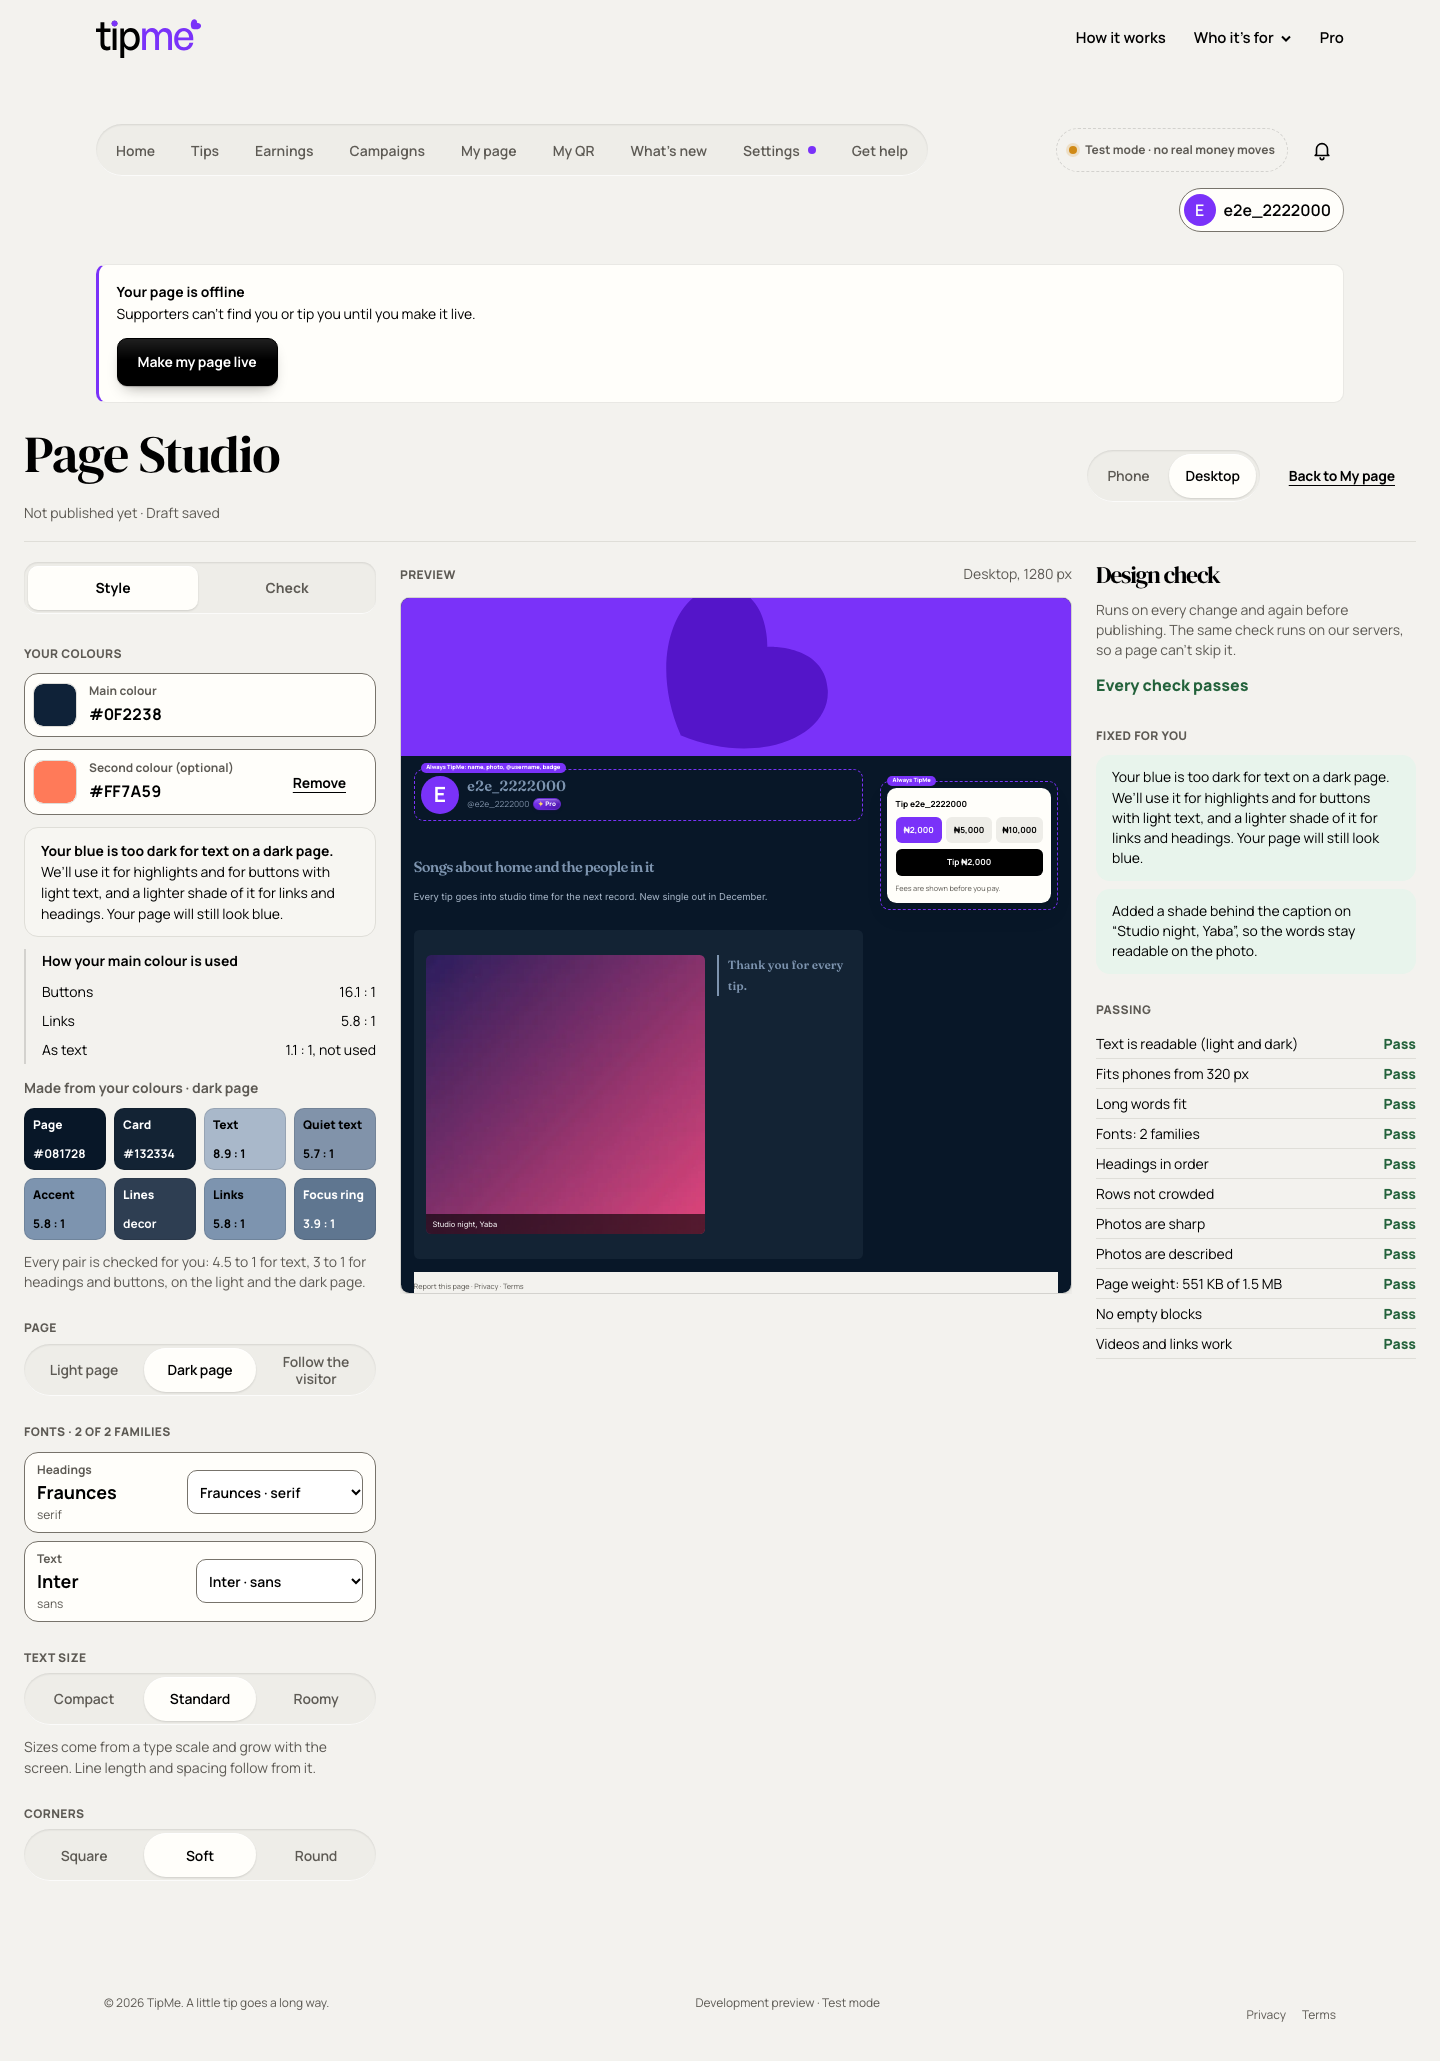 tipme
How it works
Who it's for
Pro
Home
Tips
Earnings
Campaigns
My page
My QR
What's new
Settings
Get help
Test mode · no real money moves
E
e2e_2222000
Your page is offline
Supporters can't find you or tip you until you make it live.
Make my page live
Page Studio
Not published yet · Draft saved
Phone
Desktop
Back to My page
Style
Check
YOUR COLOURS
Main colour
#0F2238
Second colour (optional)
#FF7A59
Remove
Your blue is too dark for text on a dark page.
We'll use it for highlights and for buttons with
light text, and a lighter shade of it for links and
headings. Your page will still look blue.
How your main colour is used
Buttons 16.1 : 1
Links 5.8 : 1
As text 1.1 : 1, not used
Made from your colours · dark page
Page
#081728
Card
#132334
Text
8.9 : 1
Quiet text
5.7 : 1
Accent
5.8 : 1
Lines
decor
Links
5.8 : 1
Focus ring
3.9 : 1
Every pair is checked for you: 4.5 to 1 for text, 3 to 1 for
headings and buttons, on the light and the dark page.
PAGE
Light page
Dark page
Follow the
visitor
FONTS · 2 OF 2 FAMILIES
Headings
Fraunces
serif
Fraunces · serif
Text
Inter
sans
Inter · sans
TEXT SIZE
Compact
Standard
Roomy
Sizes come from a type scale and grow with the
screen. Line length and spacing follow from it.
CORNERS
Square
Soft
Round
PREVIEW
Desktop, 1280 px
Always TipMe: name, photo, @username, badge
E
e2e_2222000
@e2e_2222000
✦ Pro
Songs about home and the people in it
Every tip goes into studio time for the next record. New single out in December.
Studio night, Yaba
Thank you for every
tip.
Always TipMe
Tip e2e_2222000
₦2,000
₦5,000
₦10,000
Tip ₦2,000
Fees are shown before you pay.
Report this page · Privacy · Terms
Design check
Runs on every change and again before
publishing. The same check runs on our servers,
so a page can't skip it.
Every check passes
FIXED FOR YOU
Your blue is too dark for text on a dark page.
We'll use it for highlights and for buttons
with light text, and a lighter shade of it for
links and headings. Your page will still look
blue.
Added a shade behind the caption on
“Studio night, Yaba”, so the words stay
readable on the photo.
PASSING
Text is readable (light and dark) Pass
Fits phones from 320 px Pass
Long words fit Pass
Fonts: 2 families Pass
Headings in order Pass
Rows not crowded Pass
Photos are sharp Pass
Photos are described Pass
Page weight: 551 KB of 1.5 MB Pass
No empty blocks Pass
Videos and links work Pass
© 2026 TipMe. A little tip goes a long way.
Development preview · Test mode
Privacy
Terms